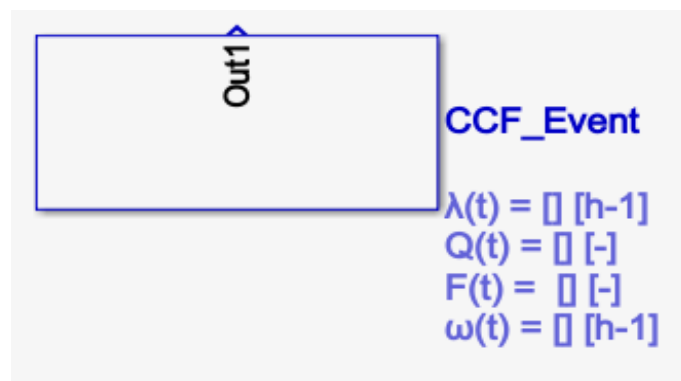 Out1
CCF_Event
λ(t) = [] [h-1]
Q(t) = [] [-]
F(t) = [] [-]
ω(t) = [] [h-1]